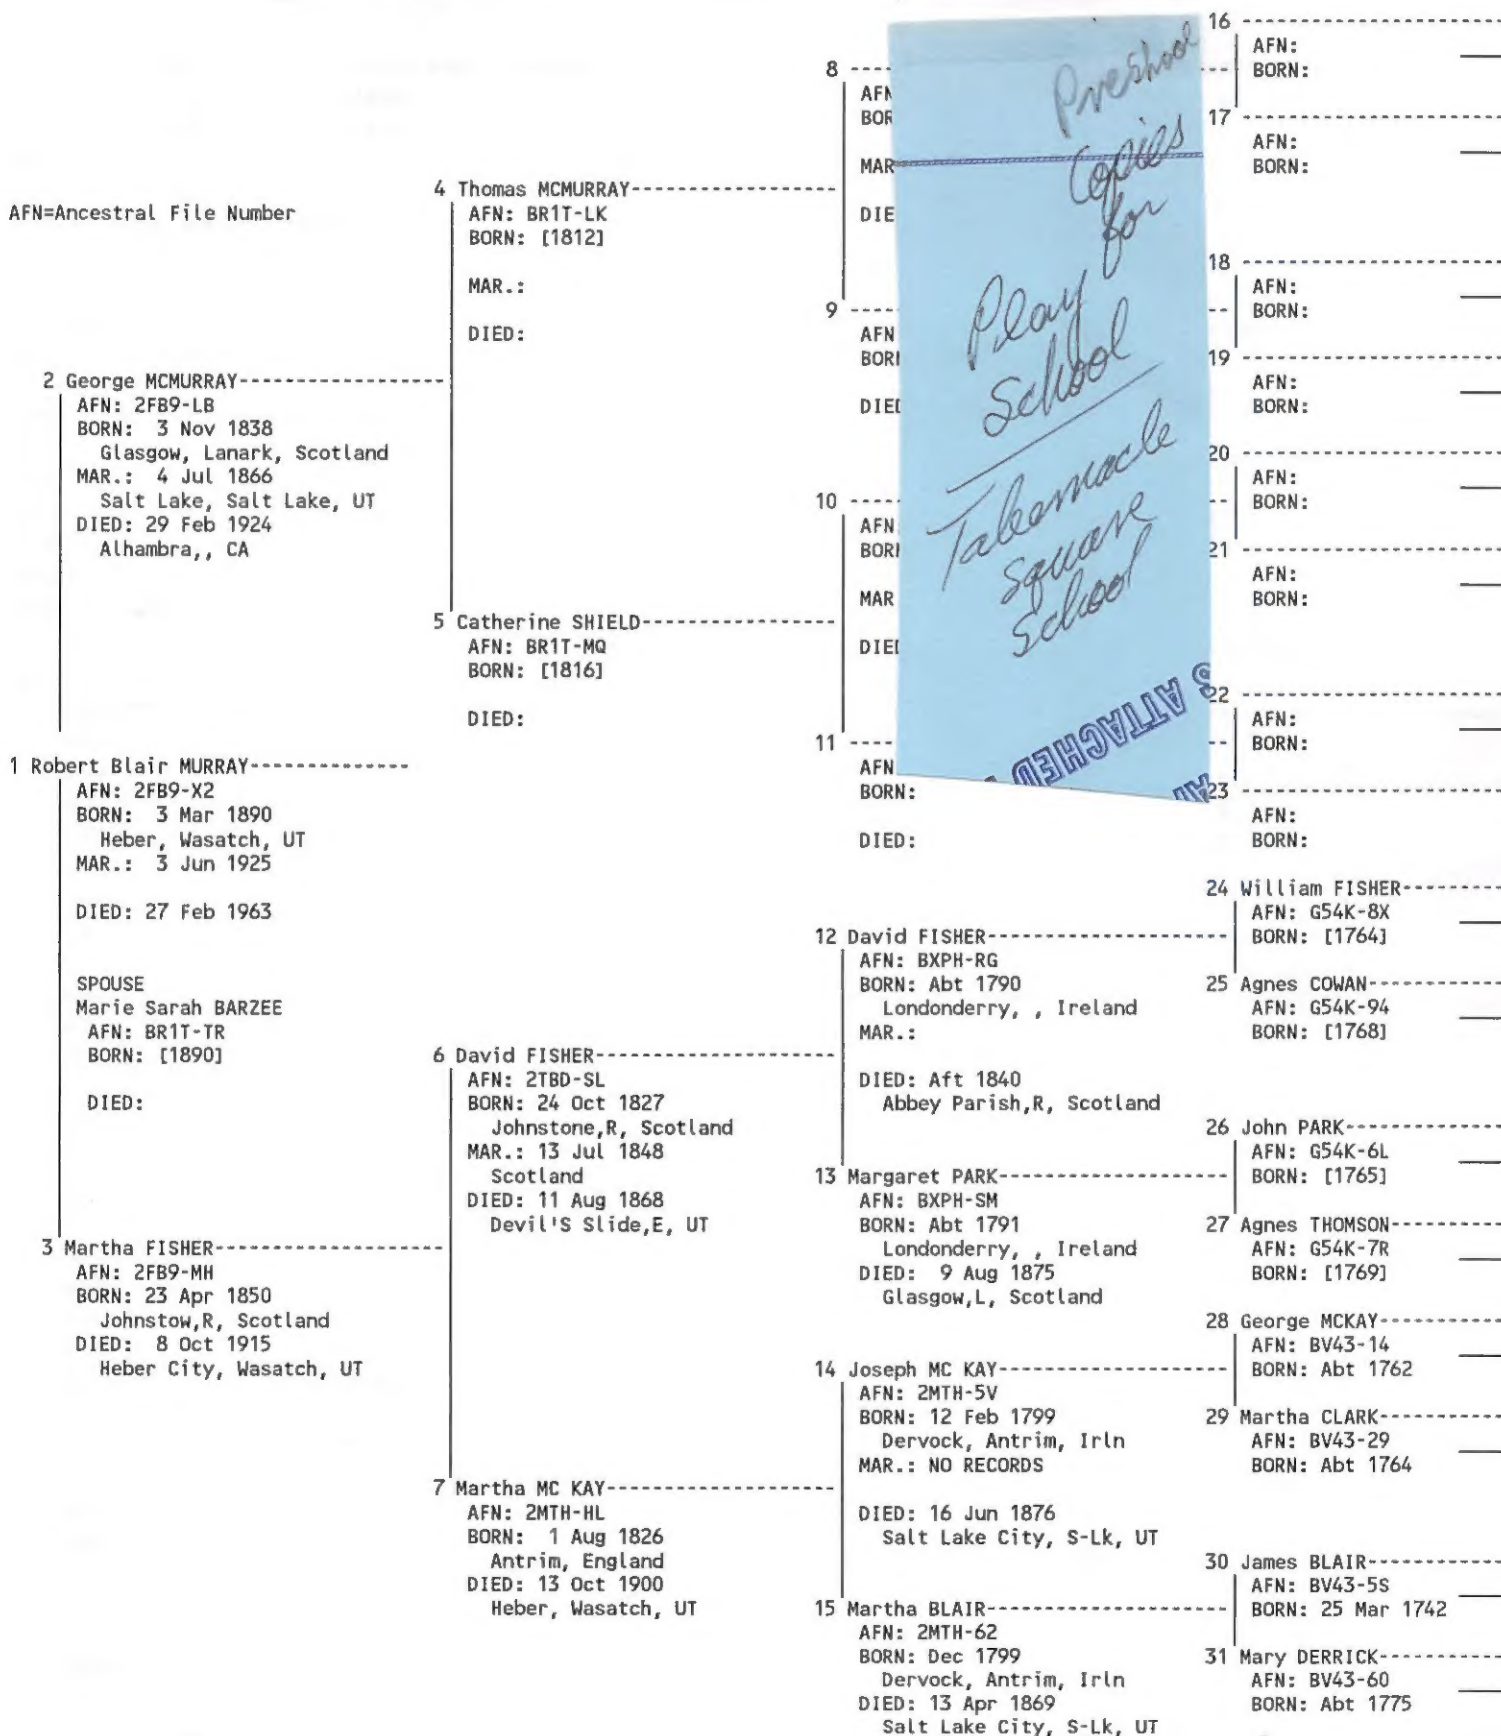 AFN=Ancestral File Number
1 Robert Blair MURRAY
AFN: 2FB9-X2
BORN: 3 Mar 1890
Heber, Wasatch, UT
MAR.: 3 Jun 1925
DIED: 27 Feb 1963
SPOUSE
Marie Sarah BARZEE
AFN: BR1T-TR
BORN: [1890]
DIED:
2 George MCMURRAY
AFN: 2FB9-LB
BORN: 3 Nov 1838
Glasgow, Lanark, Scotland
MAR.: 4 Jul 1866
Salt Lake, Salt Lake, UT
DIED: 29 Feb 1924
Alhambra,, CA
3 Martha FISHER
AFN: 2FB9-MH
BORN: 23 Apr 1850
Johnstow,R, Scotland
DIED: 8 Oct 1915
Heber City, Wasatch, UT
4 Thomas MCMURRAY
AFN: BR1T-LK
BORN: [1812]
MAR.:
DIED:
5 Catherine SHIELD
AFN: BR1T-MQ
BORN: [1816]
DIED:
6 David FISHER
AFN: 2TBD-SL
BORN: 24 Oct 1827
Johnstone,R, Scotland
MAR.: 13 Jul 1848
Scotland
DIED: 11 Aug 1868
Devil'S Slide,E, UT
7 Martha MC KAY
AFN: 2MTH-HL
BORN: 1 Aug 1826
Antrim, England
DIED: 13 Oct 1900
Heber, Wasatch, UT
8
AFN
BOR
MAR
DIE
9
AFN
BOR
DIED
10
AFN
BOR
MAR
DIED
11
AFN
BORN:
DIED:
Preshool
Copies
for
Play
School
Tabernacle
Square
School
S ATTACHED
12 David FISHER
AFN: BXPH-RG
BORN: Abt 1790
Londonderry, , Ireland
MAR.:
DIED: Aft 1840
Abbey Parish,R, Scotland
13 Margaret PARK
AFN: BXPH-SM
BORN: Abt 1791
Londonderry, , Ireland
DIED: 9 Aug 1875
Glasgow,L, Scotland
14 Joseph MC KAY
AFN: 2MTH-5V
BORN: 12 Feb 1799
Dervock, Antrim, Irln
MAR.: NO RECORDS
DIED: 16 Jun 1876
Salt Lake City, S-Lk, UT
15 Martha BLAIR
AFN: 2MTH-62
BORN: Dec 1799
Dervock, Antrim, Irln
DIED: 13 Apr 1869
Salt Lake City, S-Lk, UT
16
AFN:
BORN:
17
AFN:
BORN:
18
AFN:
BORN:
19
AFN:
BORN:
20
AFN:
BORN:
21
AFN:
BORN:
22
AFN:
BORN:
23
AFN:
BORN:
24 William FISHER
AFN: G54K-8X
BORN: [1764]
25 Agnes COWAN
AFN: G54K-94
BORN: [1768]
26 John PARK
AFN: G54K-6L
BORN: [1765]
27 Agnes THOMSON
AFN: G54K-7R
BORN: [1769]
28 George MCKAY
AFN: BV43-14
BORN: Abt 1762
29 Martha CLARK
AFN: BV43-29
BORN: Abt 1764
30 James BLAIR
AFN: BV43-5S
BORN: 25 Mar 1742
31 Mary DERRICK
AFN: BV43-60
BORN: Abt 1775